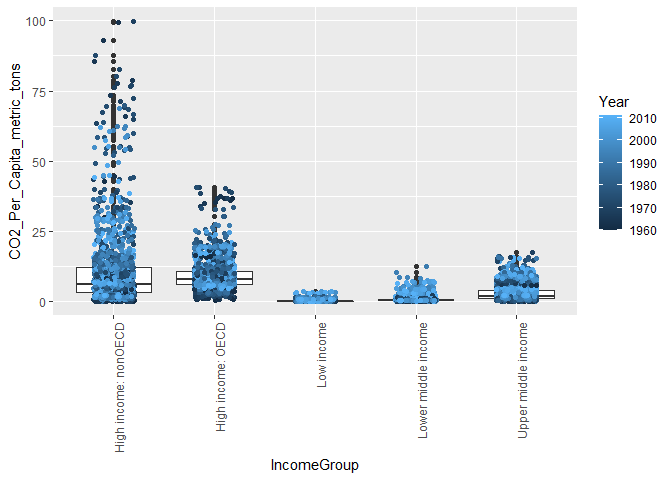 100
75
50
25
0
CO2_Per_Capita_metric_tons
High income: nonOECD
High income: OECD
Low income
Lower middle income
Upper middle income
IncomeGroup
Year
2010
2000
1990
1980
1970
1960